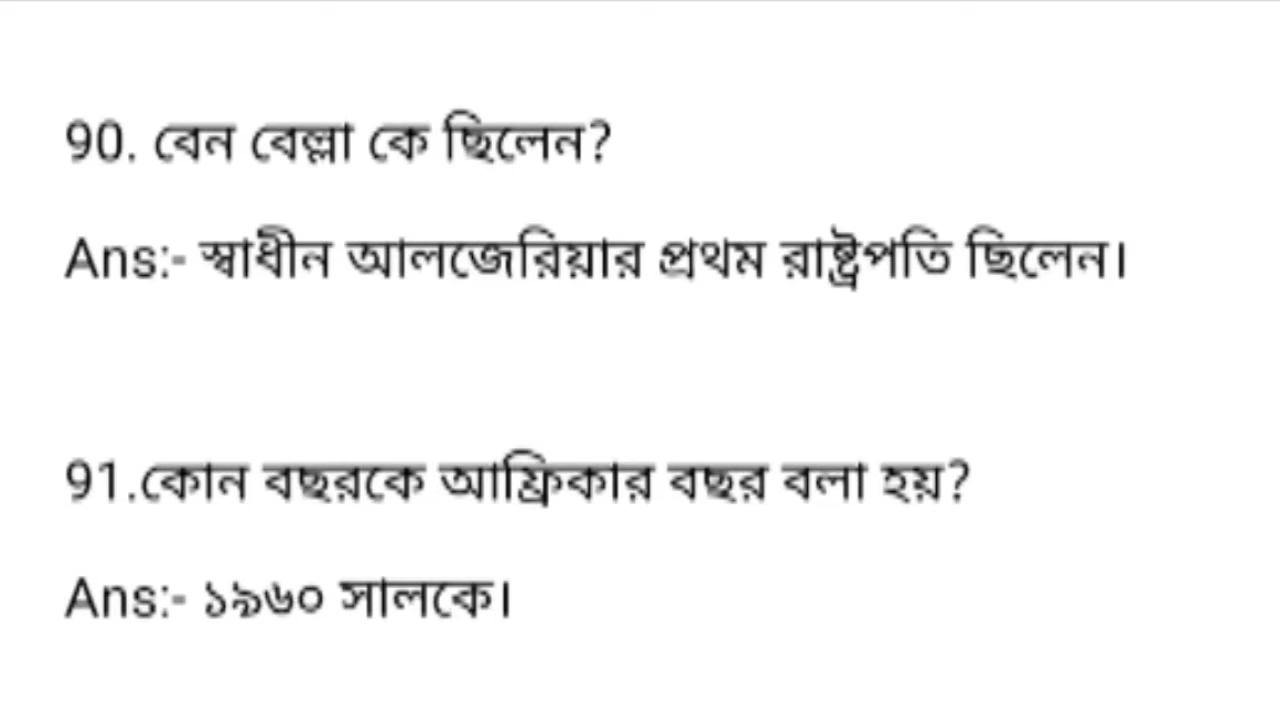 90. বেন বেল্লা কে ছিলেন?
Ans:- স্বাধীন আলজেরিয়ার প্রথম রাষ্ট্রপতি ছিলেন।
91.কোন বছরকে আফ্রিকার বছর বলা হয়?
Ans:- ১৯৬০ সালকে।